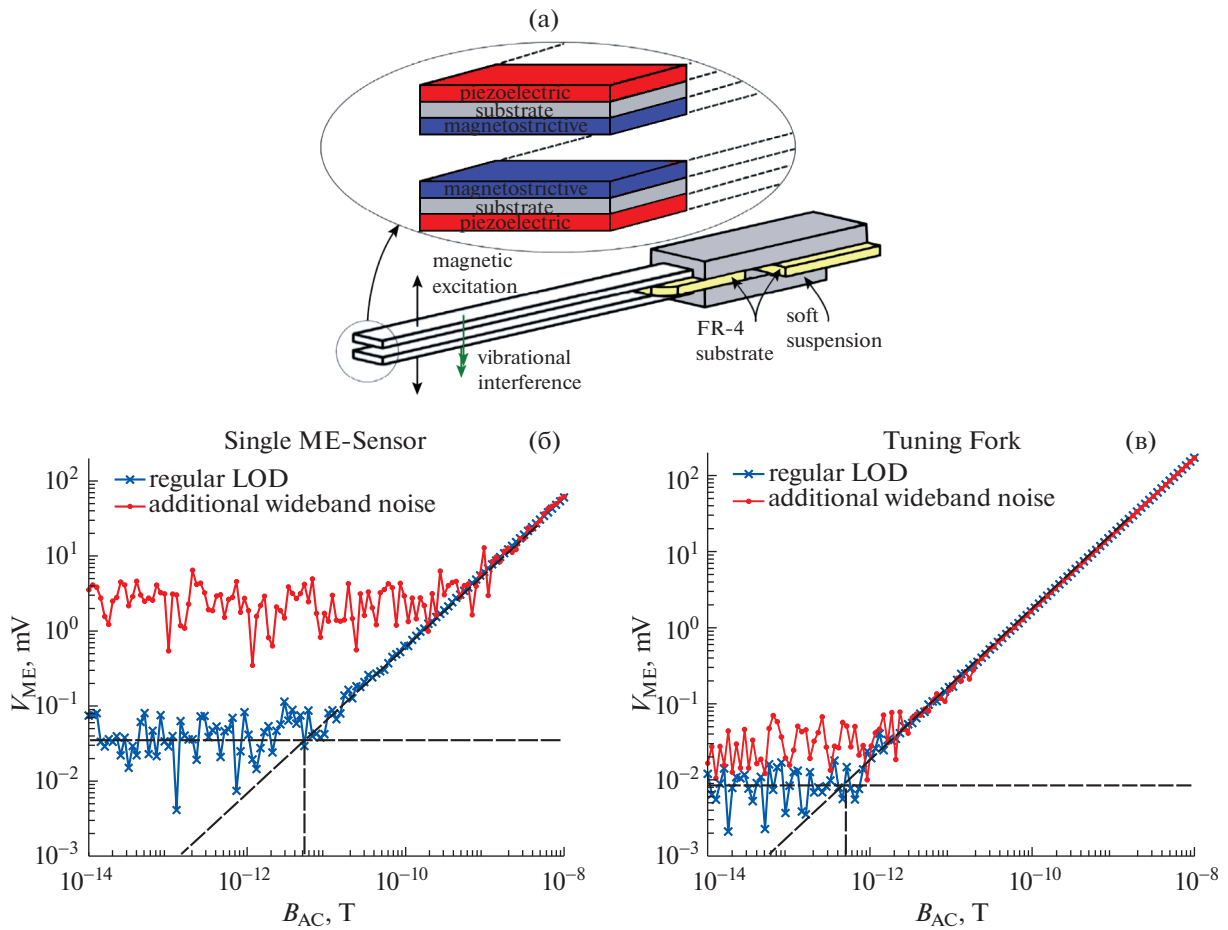 (а)
piezoelectric
substrate
magnetostrictive
magnetostrictive
substrate
piezoelectric
magnetic
excitation
vibrational
interference
FR-4
substrate
soft
suspension
Single ME-Sensor
(б)
regular LOD
additional wideband noise
V_ME, mV
10^2
10^1
10^0
10^−1
10^−2
10^−3
10^−14
10^−12
10^−10
10^−8
B_AC, T
Tuning Fork
(в)
regular LOD
additional wideband noise
V_ME, mV
10^2
10^1
10^0
10^−1
10^−2
10^−3
10^−14
10^−12
10^−10
10^−8
B_AC, T